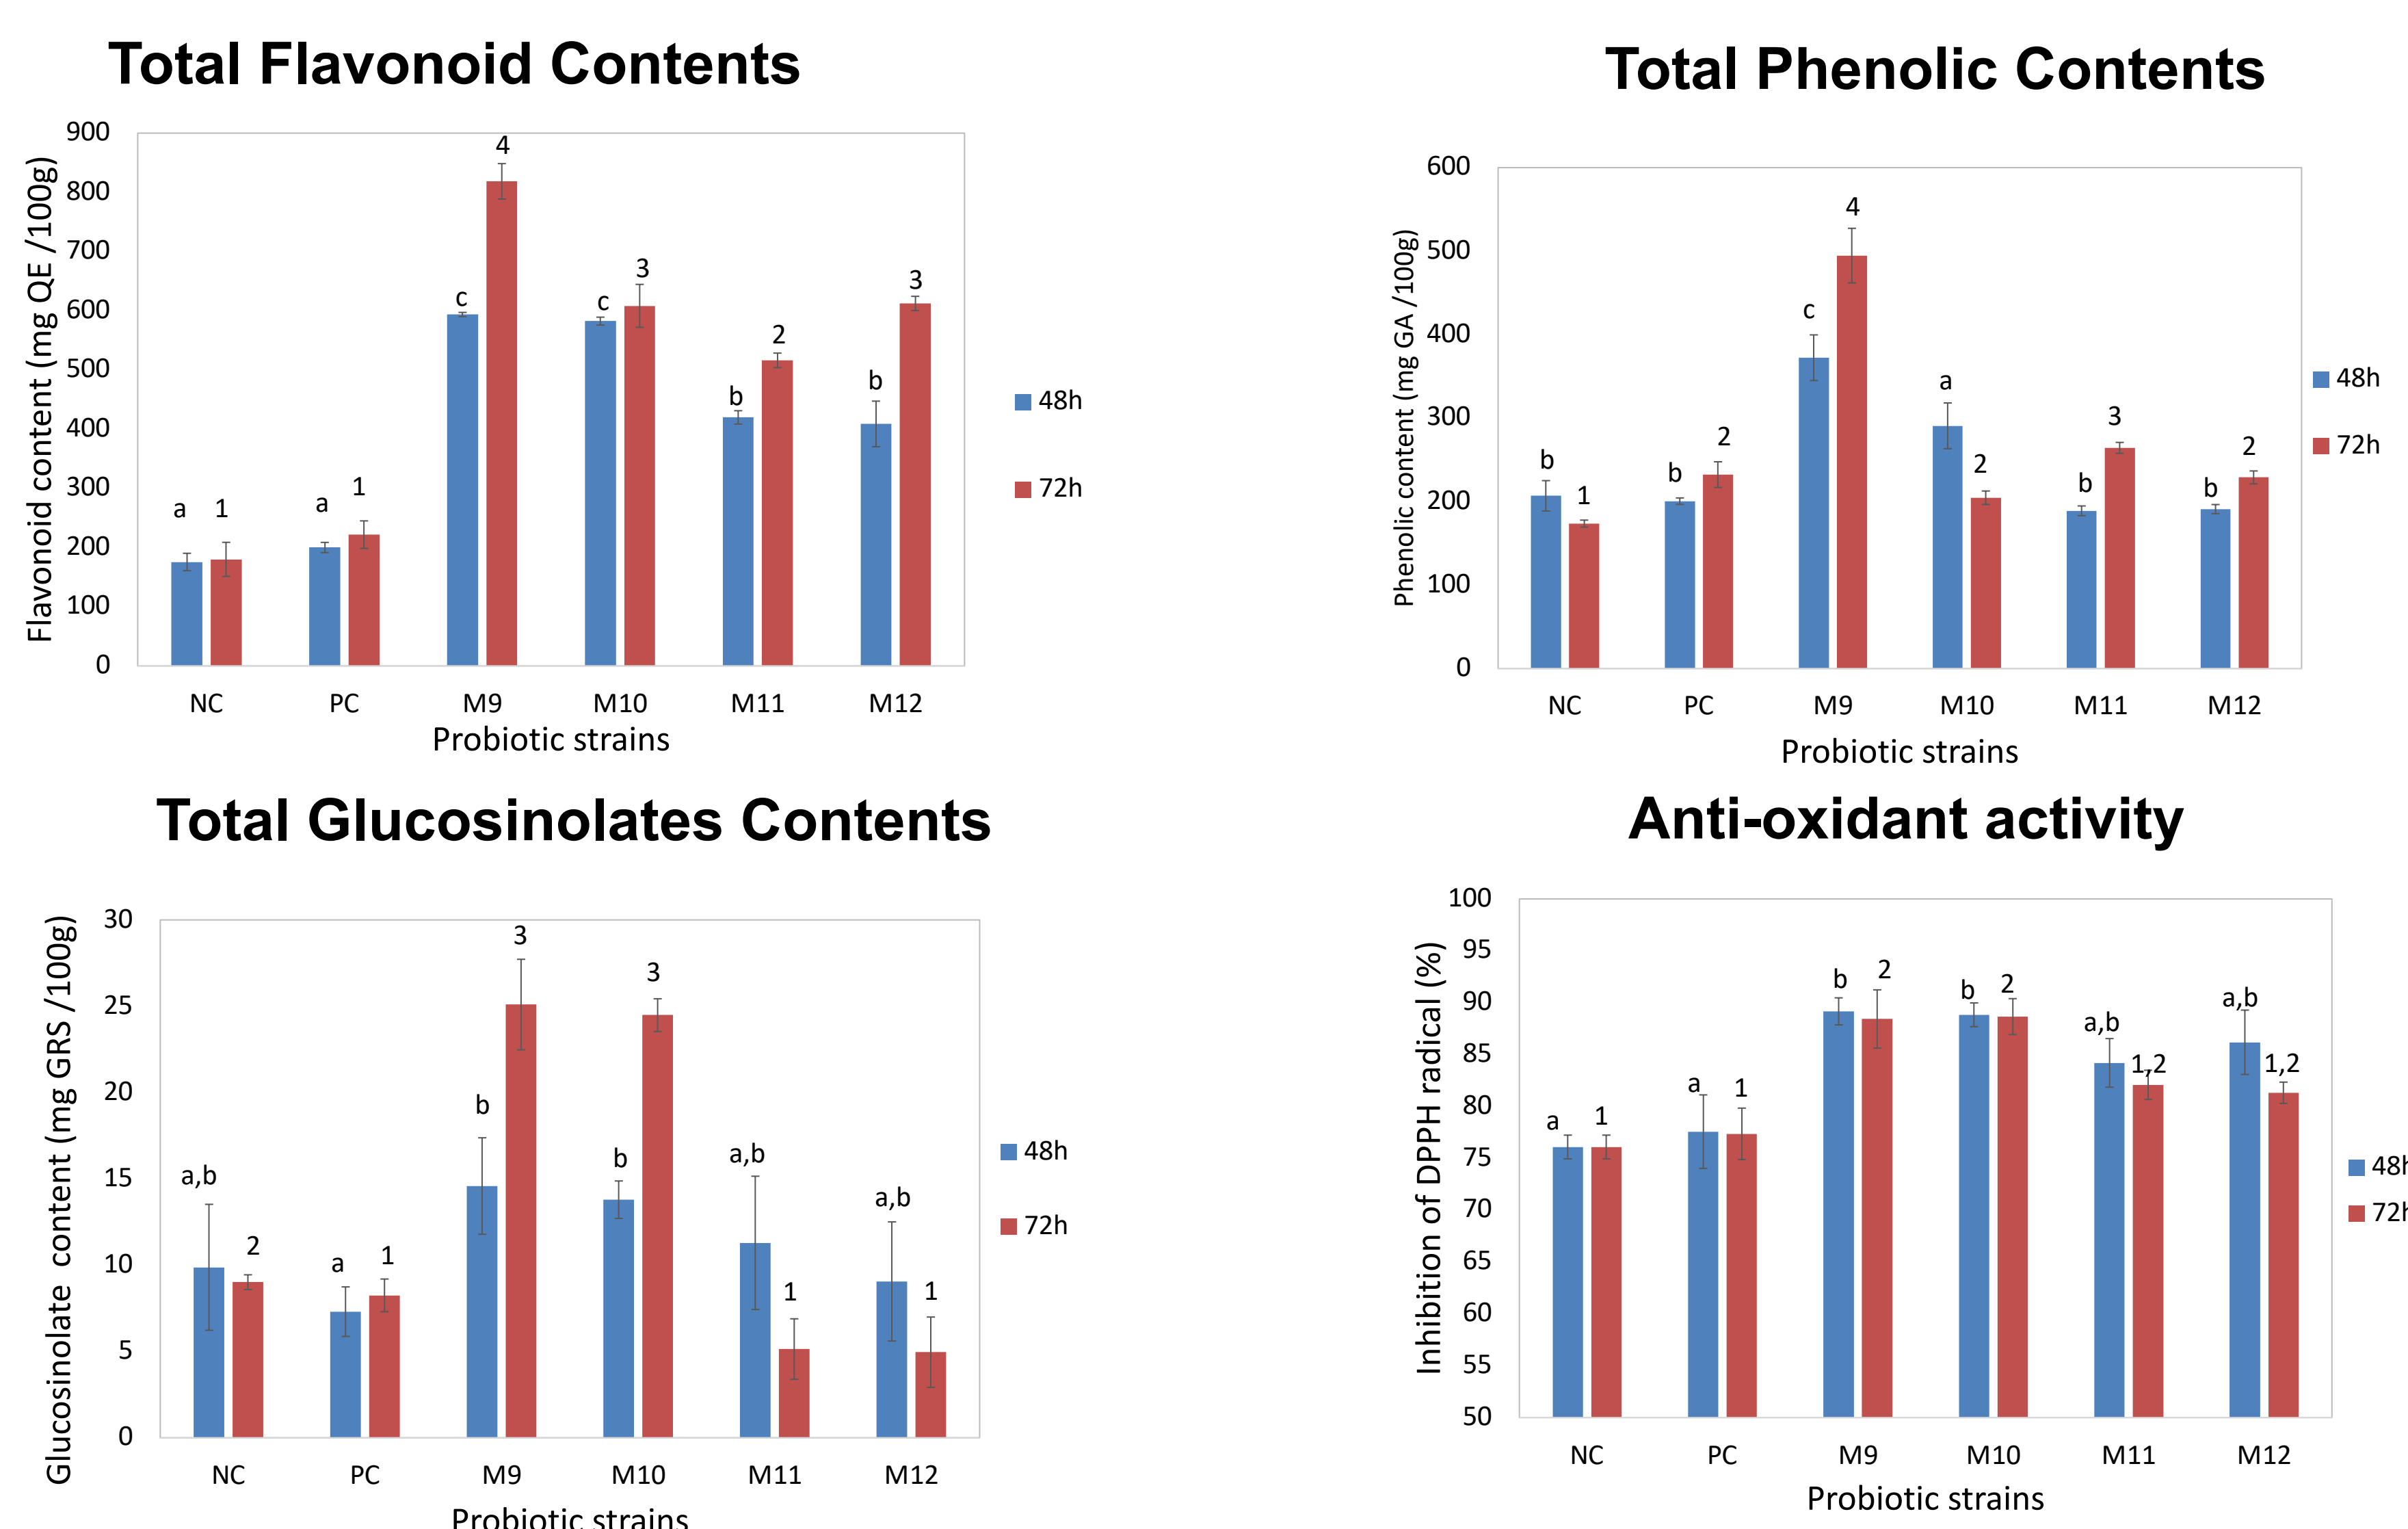 Total Flavonoid Contents
Flavonoid content (mg QE /100g)
900
800
700
600
500
400
300
200
100
0
a
1
a
1
c
4
c
3
b
2
b
3
NC
PC
M9
M10
M11
M12
Probiotic strains
48h
72h
Total Phenolic Contents
Phenolic content (mg GA /100g)
600
500
400
300
200
100
0
b
1
b
2
c
4
a
2
b
3
b
2
NC
PC
M9
M10
M11
M12
Probiotic strains
48h
72h
Total Glucosinolates Contents
Glucosinolate content (mg GRS /100g)
30
25
20
15
10
5
0
a,b
2
a
1
b
3
b
3
a,b
1
a,b
1
NC
PC
M9
M10
M11
M12
Probiotic strains
48h
72h
Anti-oxidant activity
Inhibition of DPPH radical (%)
100
95
90
85
80
75
70
65
60
55
50
a
1
a
1
b
2
b
2
a,b
1,2
a,b
1,2
NC
PC
M9
M10
M11
M12
Probiotic strains
48h
72h